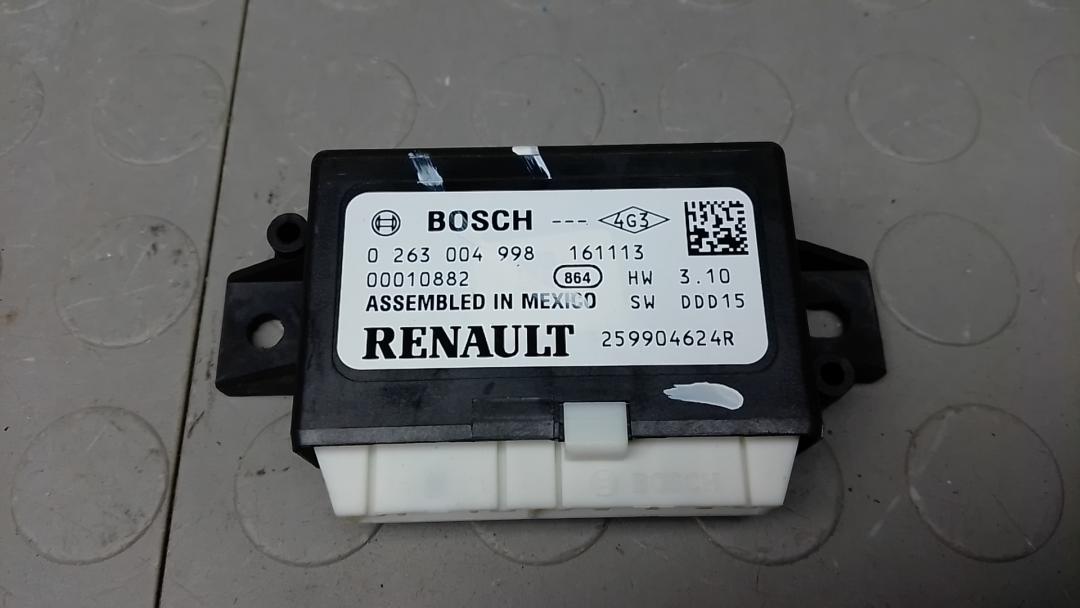 BOSCH --- 4G3
0 263 004 998 161113
00010882 864 HW 3.10
ASSEMBLED IN MEXICO SW DDD15
RENAULT 259904624R
BOSCH